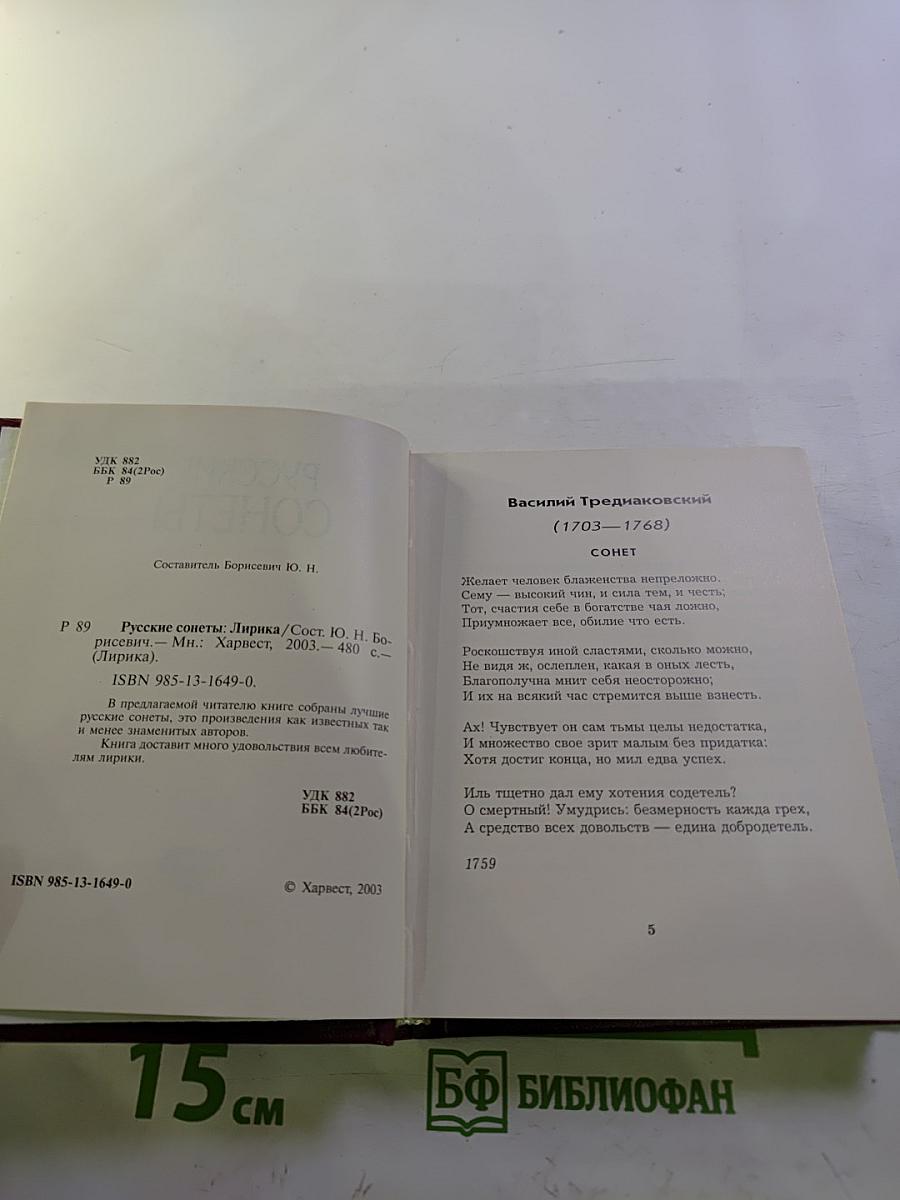 УДК 882
ББК 84(2Рос)
Р 89
Составитель Борисевич Ю. Н.
Р 89 Русские сонеты: Лирика/Сост. Ю. Н. Бо-
рисевич.— Мн.: Харвест, 2003.— 480 с.—
(Лирика).
ISBN 985-13-1649-0.
В предлагаемой читателю книге собраны лучшие
русские сонеты, это произведения как известных так
и менее знаменитых авторов.
Книга доставит много удовольствия всем любите-
лям лирики.
УДК 882
ББК 84(2Рос)
ISBN 985-13-1649-0
© Харвест, 2003
Василий Тредиаковский
(1703—1768)
СОНЕТ
Желает человек блаженства непреложно.
Сему — высокий чин, и сила тем, и честь;
Тот, счастия себе в богатстве чая ложно,
Приумножает все, обилие что есть.
Роскошствуя иной сластями, сколько можно,
Не видя ж, ослеплен, какая в оных лесть,
Благополучна мнит себя неосторожно;
И их на всякий час стремится выше взнесть.
Ах! Чувствует он сам тьмы целы недостатка,
И множество свое зрит малым без придатка:
Хотя достиг конца, но мил едва успех.
Иль тщетно дал ему хотения содетель?
О смертный! Умудрись: безмерность кажда грех,
А средство всех довольств — едина добродетель.
1759
5
15 см
БФ БИБЛИОФАН